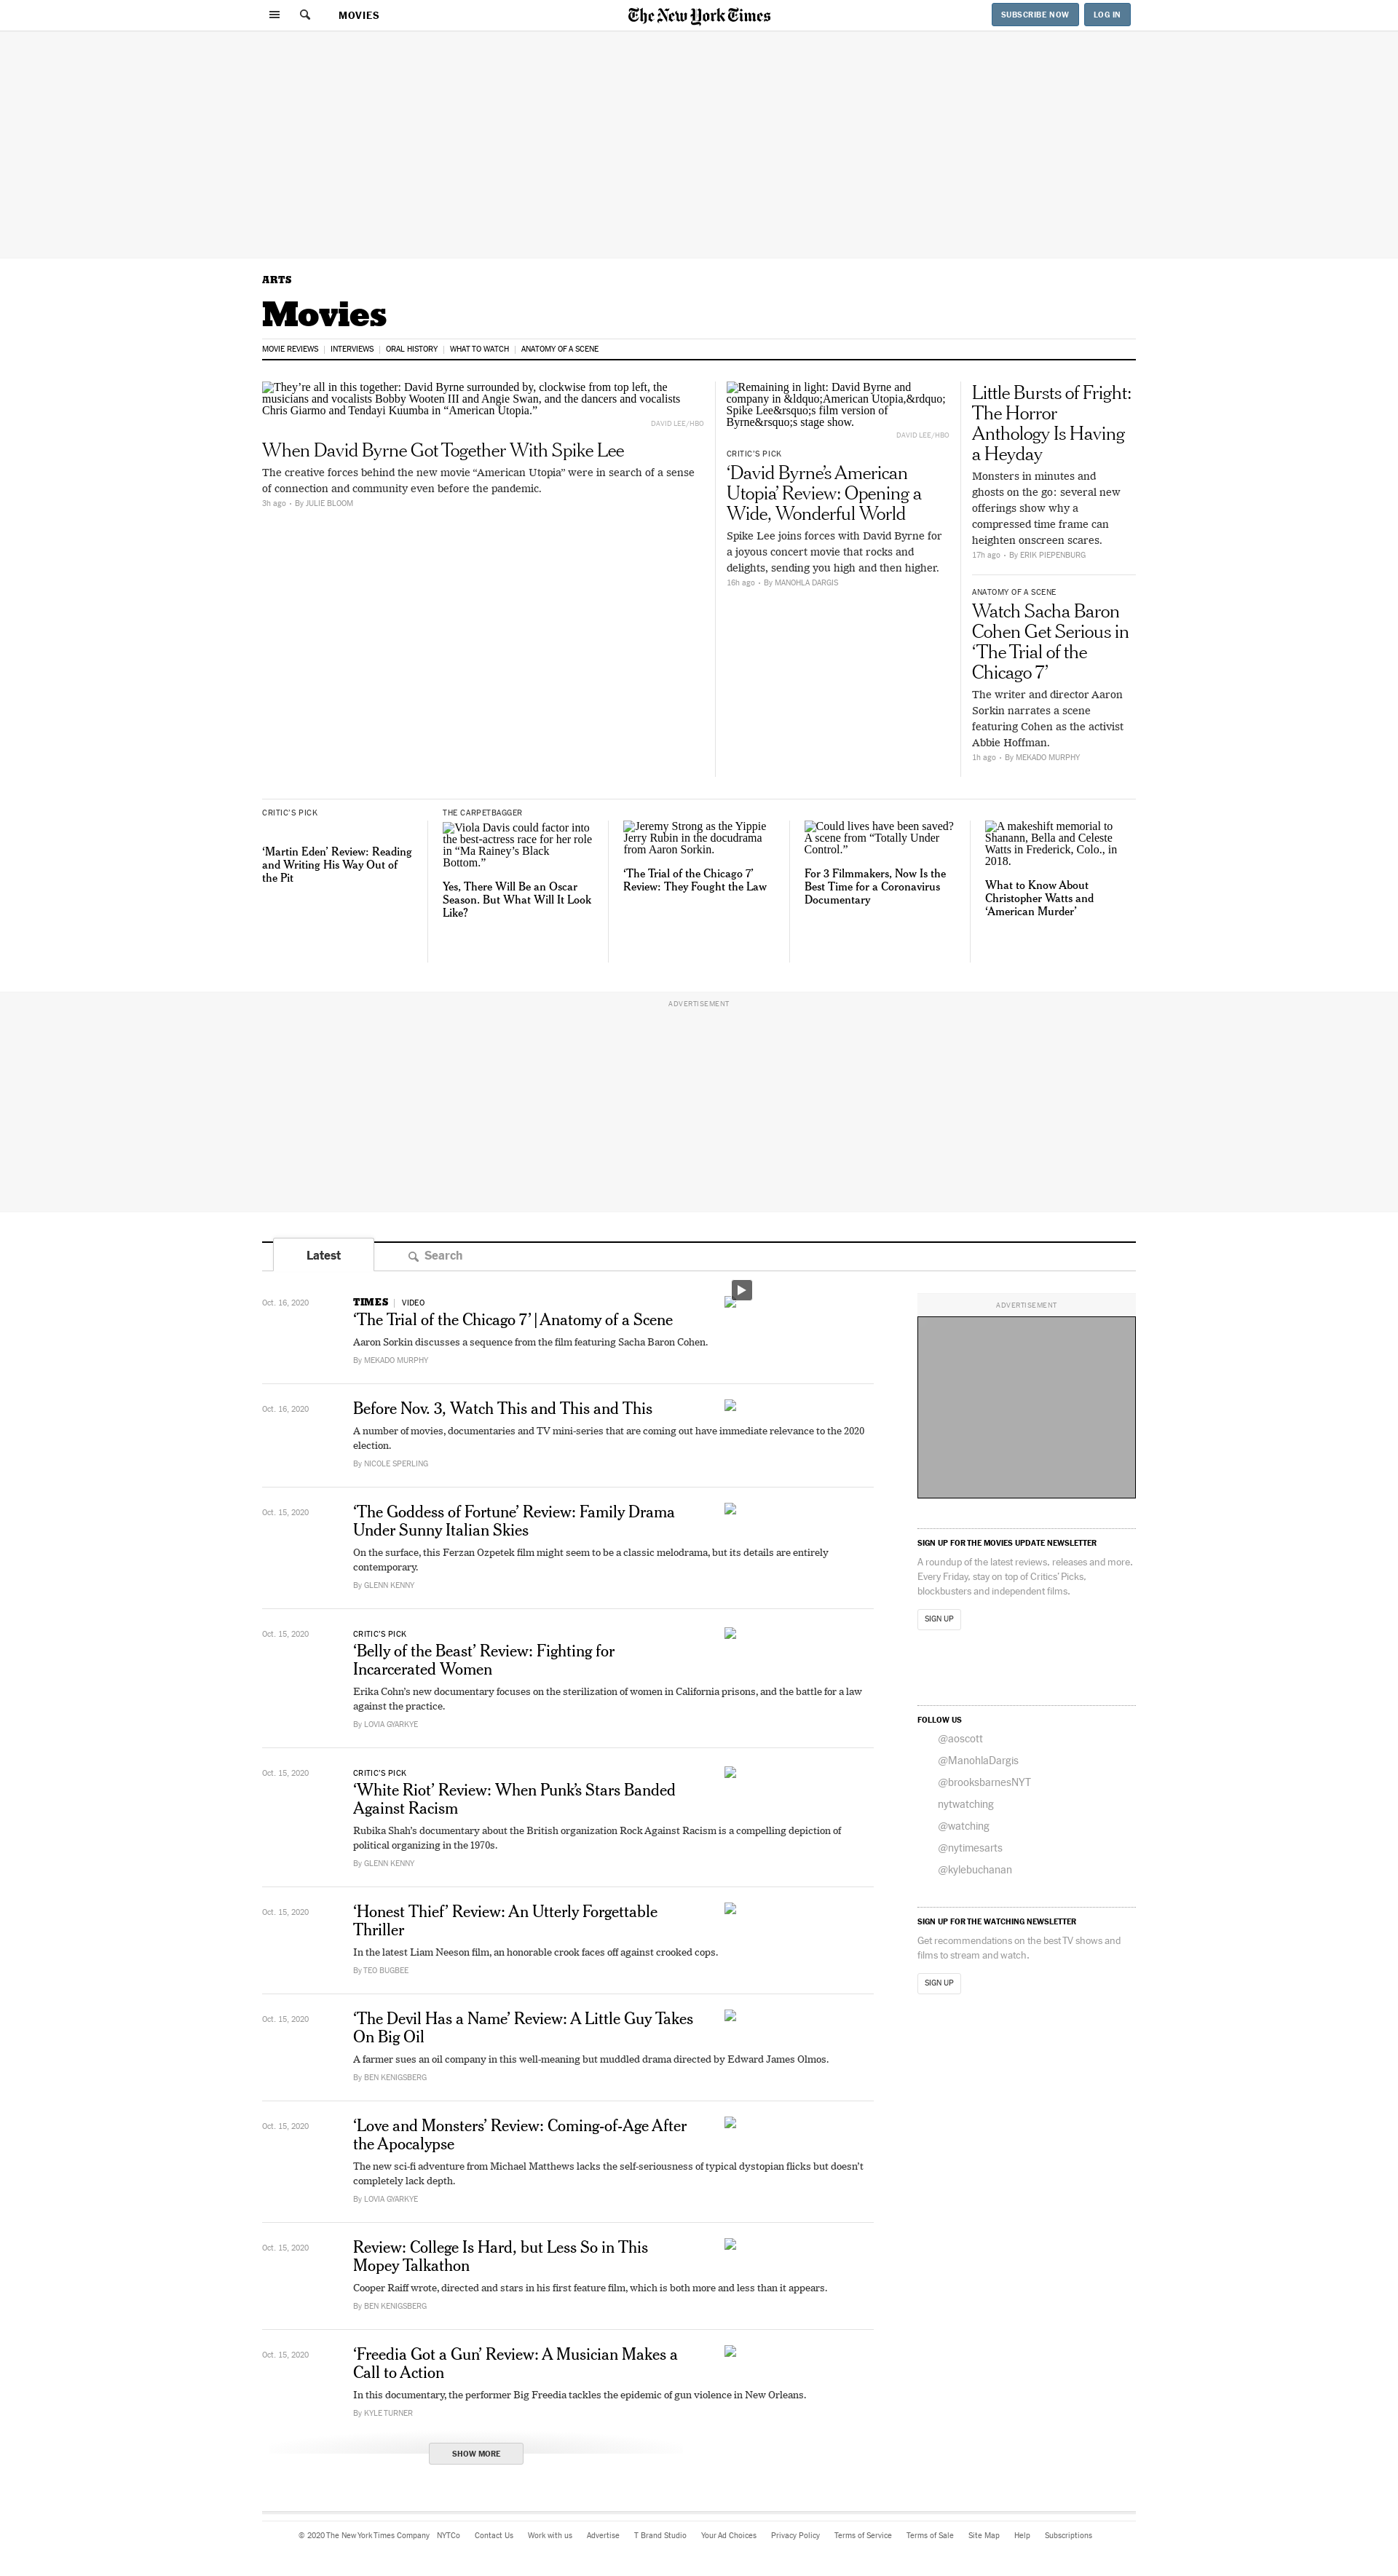 MOVIES
The New York Times
SUBSCRIBE NOW
LOG IN
ARTS
Movies
MOVIE REVIEWS
INTERVIEWS
ORAL HISTORY
WHAT TO WATCH
ANATOMY OF A SCENE
They’re all in this together: David Byrne surrounded by, clockwise from top left, the
musicians and vocalists Bobby Wooten III and Angie Swan, and the dancers and vocalists
Chris Giarmo and Tendayi Kuumba in “American Utopia.”
DAVID LEE/HBO
When David Byrne Got Together With Spike Lee
The creative forces behind the new movie “American Utopia” were in search of a sense
of connection and community even before the pandemic.
3h ago • By JULIE BLOOM
Remaining in light: David Byrne and
company in &ldquo;American Utopia,&rdquo;
Spike Lee&rsquo;s film version of
Byrne&rsquo;s stage show.
DAVID LEE/HBO
CRITIC’S PICK
‘David Byrne’s American
Utopia’ Review: Opening a
Wide, Wonderful World
Spike Lee joins forces with David Byrne for
a joyous concert movie that rocks and
delights, sending you high and then higher.
16h ago • By MANOHLA DARGIS
Little Bursts of Fright:
The Horror
Anthology Is Having
a Heyday
Monsters in minutes and
ghosts on the go: several new
offerings show why a
compressed time frame can
heighten onscreen scares.
17h ago • By ERIK PIEPENBURG
ANATOMY OF A SCENE
Watch Sacha Baron
Cohen Get Serious in
‘The Trial of the
Chicago 7’
The writer and director Aaron
Sorkin narrates a scene
featuring Cohen as the activist
Abbie Hoffman.
1h ago • By MEKADO MURPHY
CRITIC’S PICK
‘Martin Eden’ Review: Reading
and Writing His Way Out of
the Pit
THE CARPETBAGGER
Viola Davis could factor into
the best-actress race for her role
in “Ma Rainey’s Black
Bottom.”
Yes, There Will Be an Oscar
Season. But What Will It Look
Like?
Jeremy Strong as the Yippie
Jerry Rubin in the docudrama
from Aaron Sorkin.
‘The Trial of the Chicago 7’
Review: They Fought the Law
Could lives have been saved?
A scene from “Totally Under
Control.”
For 3 Filmmakers, Now Is the
Best Time for a Coronavirus
Documentary
A makeshift memorial to
Shanann, Bella and Celeste
Watts in Frederick, Colo., in
2018.
What to Know About
Christopher Watts and
‘American Murder’
ADVERTISEMENT
Latest
Search
Oct. 16, 2020
TIMES | VIDEO
‘The Trial of the Chicago 7’ | Anatomy of a Scene
Aaron Sorkin discusses a sequence from the film featuring Sacha Baron Cohen.
By MEKADO MURPHY
Oct. 16, 2020
Before Nov. 3, Watch This and This and This
A number of movies, documentaries and TV mini-series that are coming out have immediate relevance to the 2020
election.
By NICOLE SPERLING
Oct. 15, 2020
‘The Goddess of Fortune’ Review: Family Drama
Under Sunny Italian Skies
On the surface, this Ferzan Ozpetek film might seem to be a classic melodrama, but its details are entirely
contemporary.
By GLENN KENNY
Oct. 15, 2020
CRITIC’S PICK
‘Belly of the Beast’ Review: Fighting for
Incarcerated Women
Erika Cohn’s new documentary focuses on the sterilization of women in California prisons, and the battle for a law
against the practice.
By LOVIA GYARKYE
Oct. 15, 2020
CRITIC’S PICK
‘White Riot’ Review: When Punk’s Stars Banded
Against Racism
Rubika Shah’s documentary about the British organization Rock Against Racism is a compelling depiction of
political organizing in the 1970s.
By GLENN KENNY
Oct. 15, 2020
‘Honest Thief’ Review: An Utterly Forgettable
Thriller
In the latest Liam Neeson film, an honorable crook faces off against crooked cops.
By TEO BUGBEE
Oct. 15, 2020
‘The Devil Has a Name’ Review: A Little Guy Takes
On Big Oil
A farmer sues an oil company in this well-meaning but muddled drama directed by Edward James Olmos.
By BEN KENIGSBERG
Oct. 15, 2020
‘Love and Monsters’ Review: Coming-of-Age After
the Apocalypse
The new sci-fi adventure from Michael Matthews lacks the self-seriousness of typical dystopian flicks but doesn’t
completely lack depth.
By LOVIA GYARKYE
Oct. 15, 2020
Review: College Is Hard, but Less So in This
Mopey Talkathon
Cooper Raiff wrote, directed and stars in his first feature film, which is both more and less than it appears.
By BEN KENIGSBERG
Oct. 15, 2020
‘Freedia Got a Gun’ Review: A Musician Makes a
Call to Action
In this documentary, the performer Big Freedia tackles the epidemic of gun violence in New Orleans.
By KYLE TURNER
SHOW MORE
ADVERTISEMENT
SIGN UP FOR THE MOVIES UPDATE NEWSLETTER
A roundup of the latest reviews, releases and more.
Every Friday, stay on top of Critics’ Picks,
blockbusters and independent films.
SIGN UP
FOLLOW US
@aoscott
@ManohlaDargis
@brooksbarnesNYT
nytwatching
@watching
@nytimesarts
@kylebuchanan
SIGN UP FOR THE WATCHING NEWSLETTER
Get recommendations on the best TV shows and
films to stream and watch.
SIGN UP
© 2020 The New York Times Company NYTCo Contact Us Work with us Advertise T Brand Studio Your Ad Choices Privacy Policy Terms of Service Terms of Sale Site Map Help Subscriptions